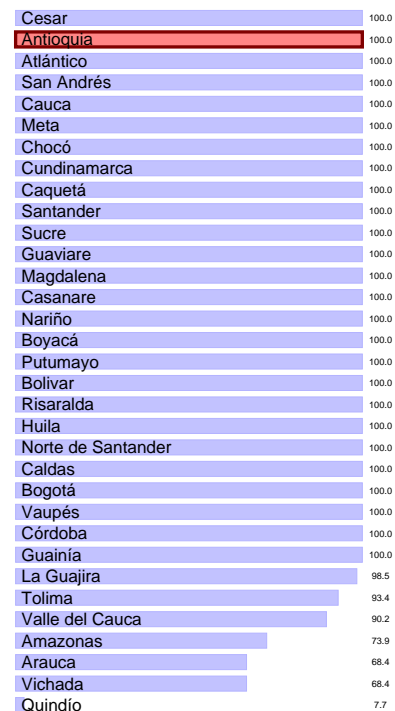 Cesar 100.0
Antioquia 100.0
Atlántico 100.0
San Andrés 100.0
Cauca 100.0
Meta 100.0
Chocó 100.0
Cundinamarca 100.0
Caquetá 100.0
Santander 100.0
Sucre 100.0
Guaviare 100.0
Magdalena 100.0
Casanare 100.0
Nariño 100.0
Boyacá 100.0
Putumayo 100.0
Bolivar 100.0
Risaralda 100.0
Huila 100.0
Norte de Santander 100.0
Caldas 100.0
Bogotá 100.0
Vaupés 100.0
Córdoba 100.0
Guainía 100.0
La Guajira 98.5
Tolima 93.4
Valle del Cauca 90.2
Amazonas 73.9
Arauca 68.4
Vichada 68.4
Quindío 7.7